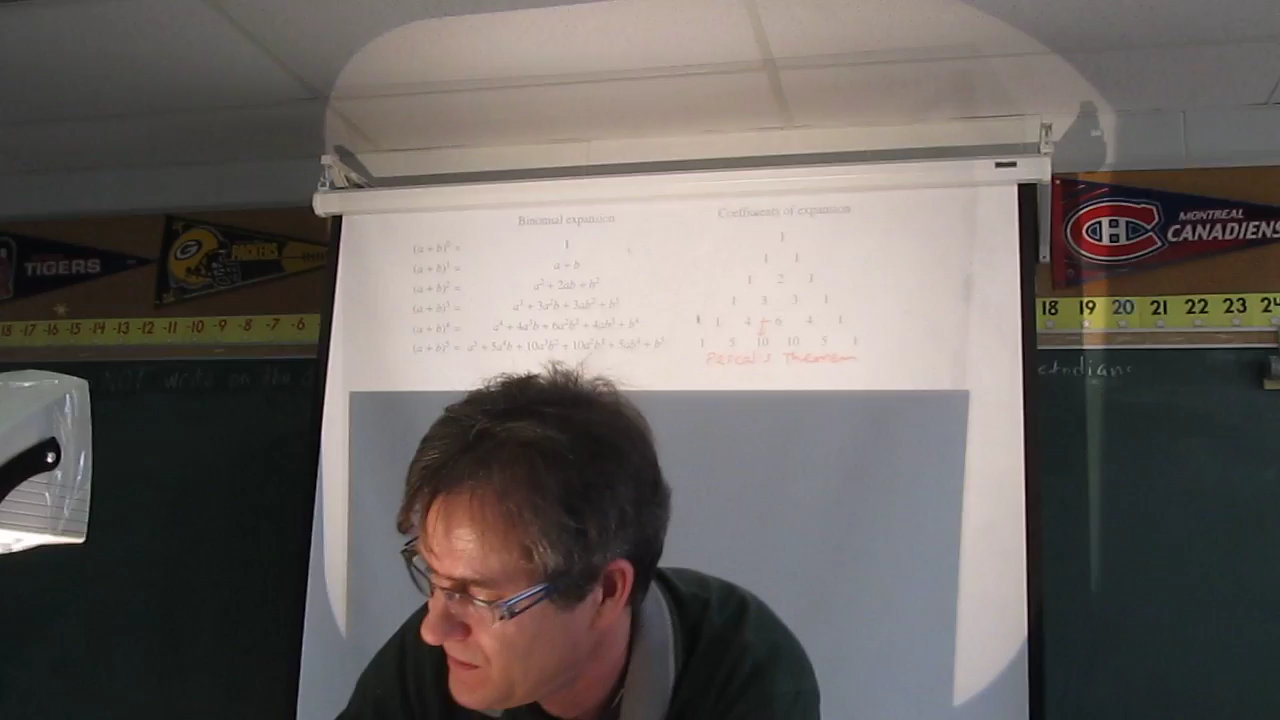 MONTREAL
CANADIENS
TIGERS
PACKERS
G
Binomial expansion Coefficients of expansion
(a + b)⁰ = 1 1
(a + b)¹ = a + b 1 1
(a + b)² = a² + 2ab + b² 1 2 1
(a + b)³ = a³ + 3a²b + 3ab² + b³ 1 3 3 1
(a + b)⁴ = a⁴ + 4a³b + 6a²b² + 4ab³ + b⁴ 1 4 + 6 4 1
(a + b)⁵ = a⁵ + 5a⁴b + 10a³b² + 10a²b³ + 5ab⁴ + b⁵ 1 5 10 10 5 1
Pascal's Theorem
-17 -16 -15 -14 -13 -12 -11 -10 -9 -8 -7 -6
18 19 20 21 22 23 24
NOT write on the